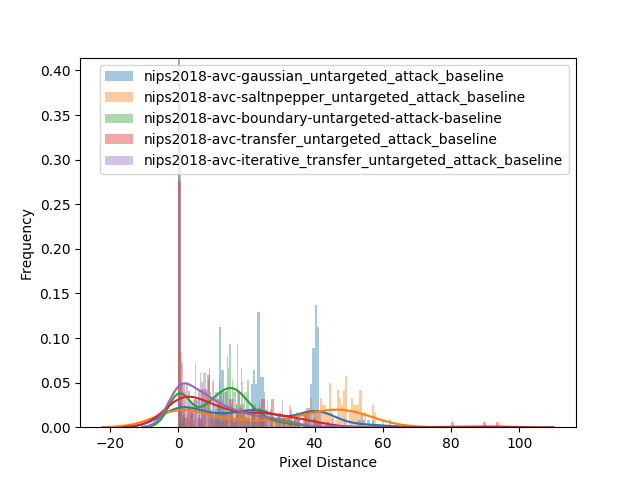 0.40
0.35
0.30
0.25
0.20
0.15
0.10
0.05
0.00
Frequency
nips2018-avc-gaussian_untargeted_attack_baseline
nips2018-avc-saltnpepper_untargeted_attack_baseline
nips2018-avc-boundary-untargeted-attack-baseline
nips2018-avc-transfer_untargeted_attack_baseline
nips2018-avc-iterative_transfer_untargeted_attack_baseline
−20 0 20 40 60 80 100
Pixel Distance